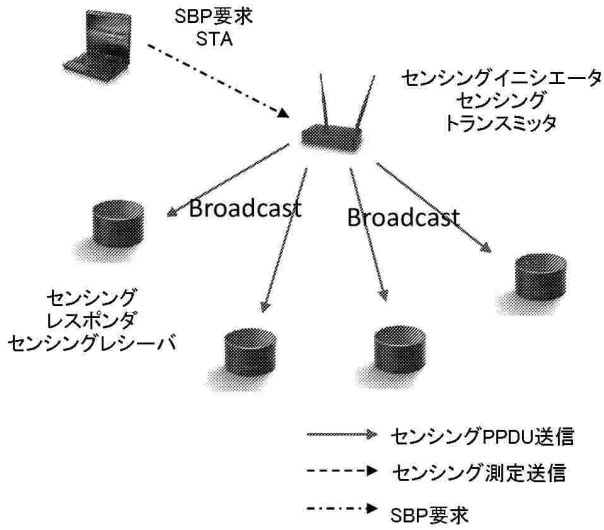 SBP要求
STA
センシングイニシエータ
センシング
トランスミッタ
Broadcast
Broadcast
センシング
レスポンダ
センシングレシーバ
センシングPPDU送信
センシング測定送信
SBP要求